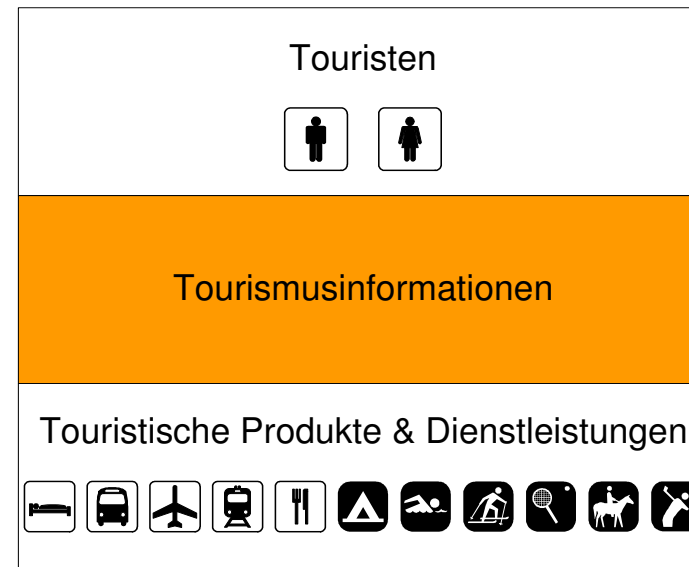 Touristen
Tourismusinformationen
Touristische Produkte & Dienstleistungen